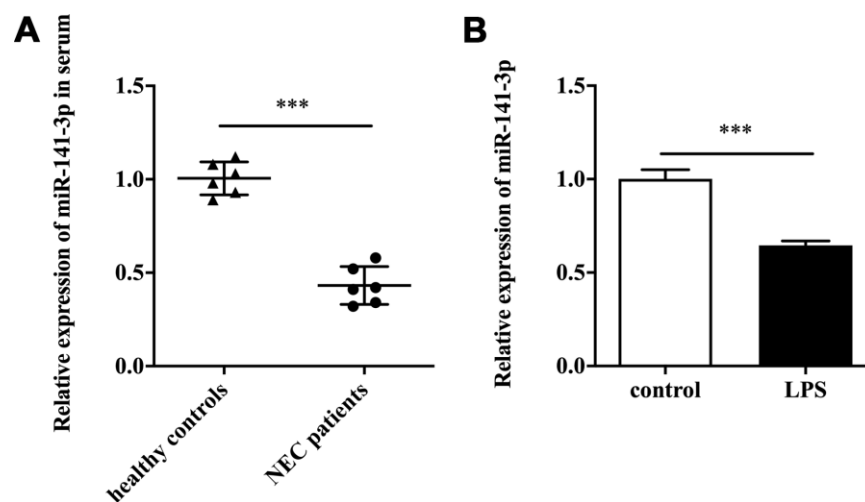 A
Relative expression of miR-141-3p in serum
1.5
1.0
0.5
0.0
***
healthy controls
NEC patients
B
Relative expression of miR-141-3p
1.5
1.0
0.5
0.0
***
control
LPS